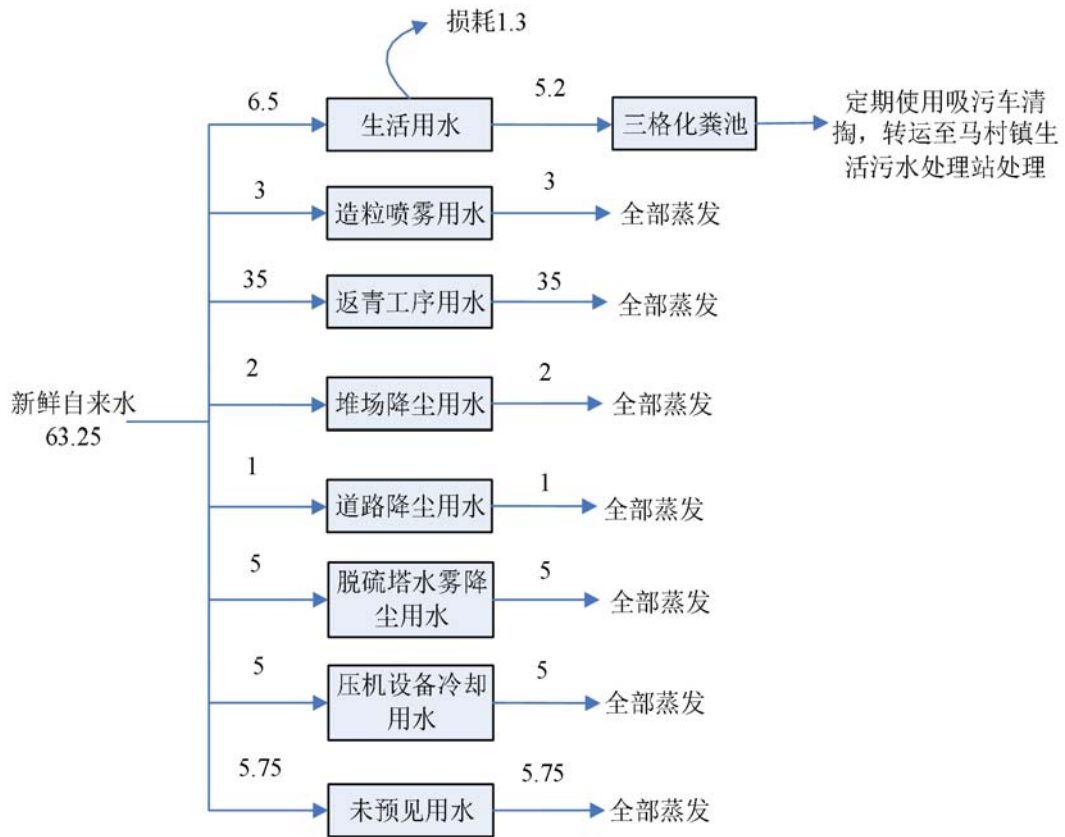 损耗1.3
6.5
生活用水
5.2
三格化粪池
定期使用吸污车清
掏，转运至马村镇生
活污水处理站处理
3
造粒喷雾用水
3
全部蒸发
35
返青工序用水
35
全部蒸发
2
堆场降尘用水
2
全部蒸发
新鲜自来水
63.25
1
道路降尘用水
1
全部蒸发
5
脱硫塔水雾降
尘用水
5
全部蒸发
5
压机设备冷却
用水
5
全部蒸发
5.75
未预见用水
5.75
全部蒸发